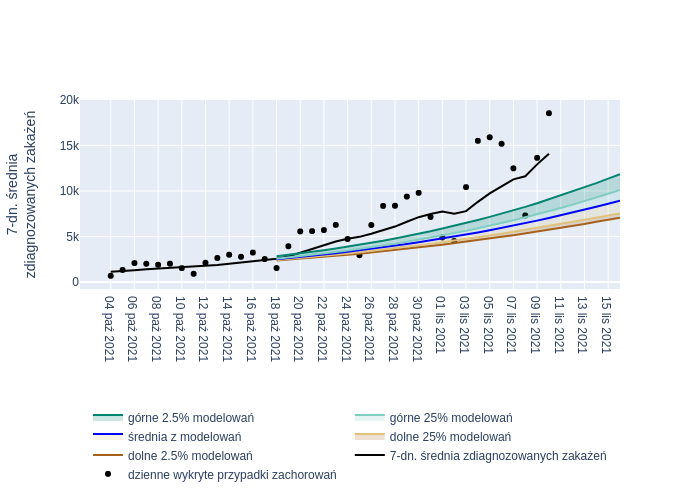 7-dn. średnia
zdiagnozowanych zakażeń
20k
15k
10k
5k
0
04 paź 2021
06 paź 2021
08 paź 2021
10 paź 2021
12 paź 2021
14 paź 2021
16 paź 2021
18 paź 2021
20 paź 2021
22 paź 2021
24 paź 2021
26 paź 2021
28 paź 2021
30 paź 2021
01 lis 2021
03 lis 2021
05 lis 2021
07 lis 2021
09 lis 2021
11 lis 2021
13 lis 2021
15 lis 2021
górne 2.5% modelowań
górne 25% modelowań
średnia z modelowań
dolne 25% modelowań
dolne 2.5% modelowań
7-dn. średnia zdiagnozowanych zakażeń
dzienne wykryte przypadki zachorowań